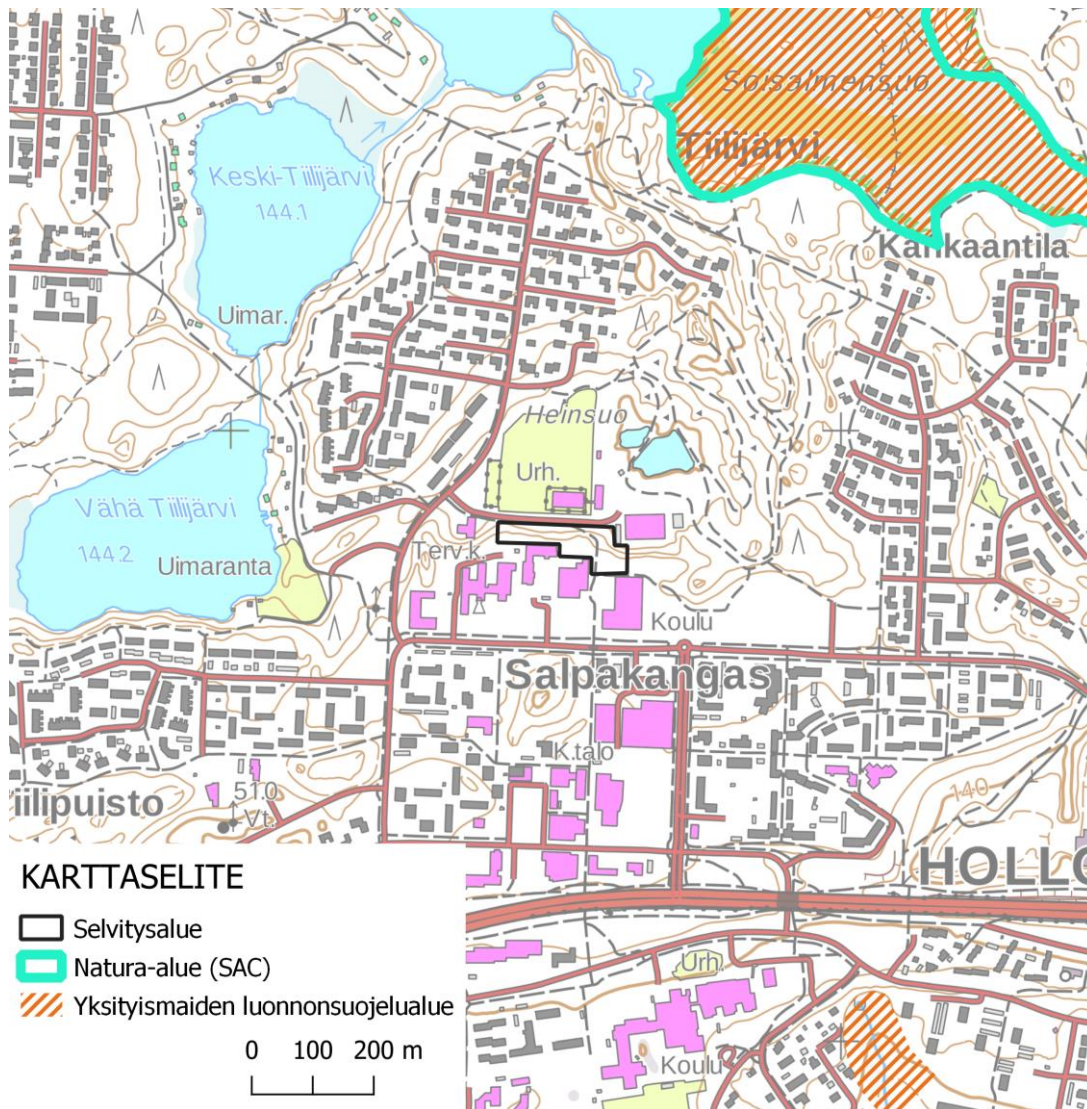 Soisalmensuo
Tiilijärvi
Keski-Tiilijärvi
144.1
Kankaantila
Uimar.
Heinsuo
Urh.
Vähä Tiilijärvi
144.2
Terv.k.
Uimaranta
Koulu
Salpakangas
K.talo
51.0
140
iilipuisto
Vt.
HOLLO
KARTTASELITE
Selvitysalue
Natura-alue (SAC)
Urh.
Yksityismaiden luonnonsuojelualue
0 100 200 m
Koulu